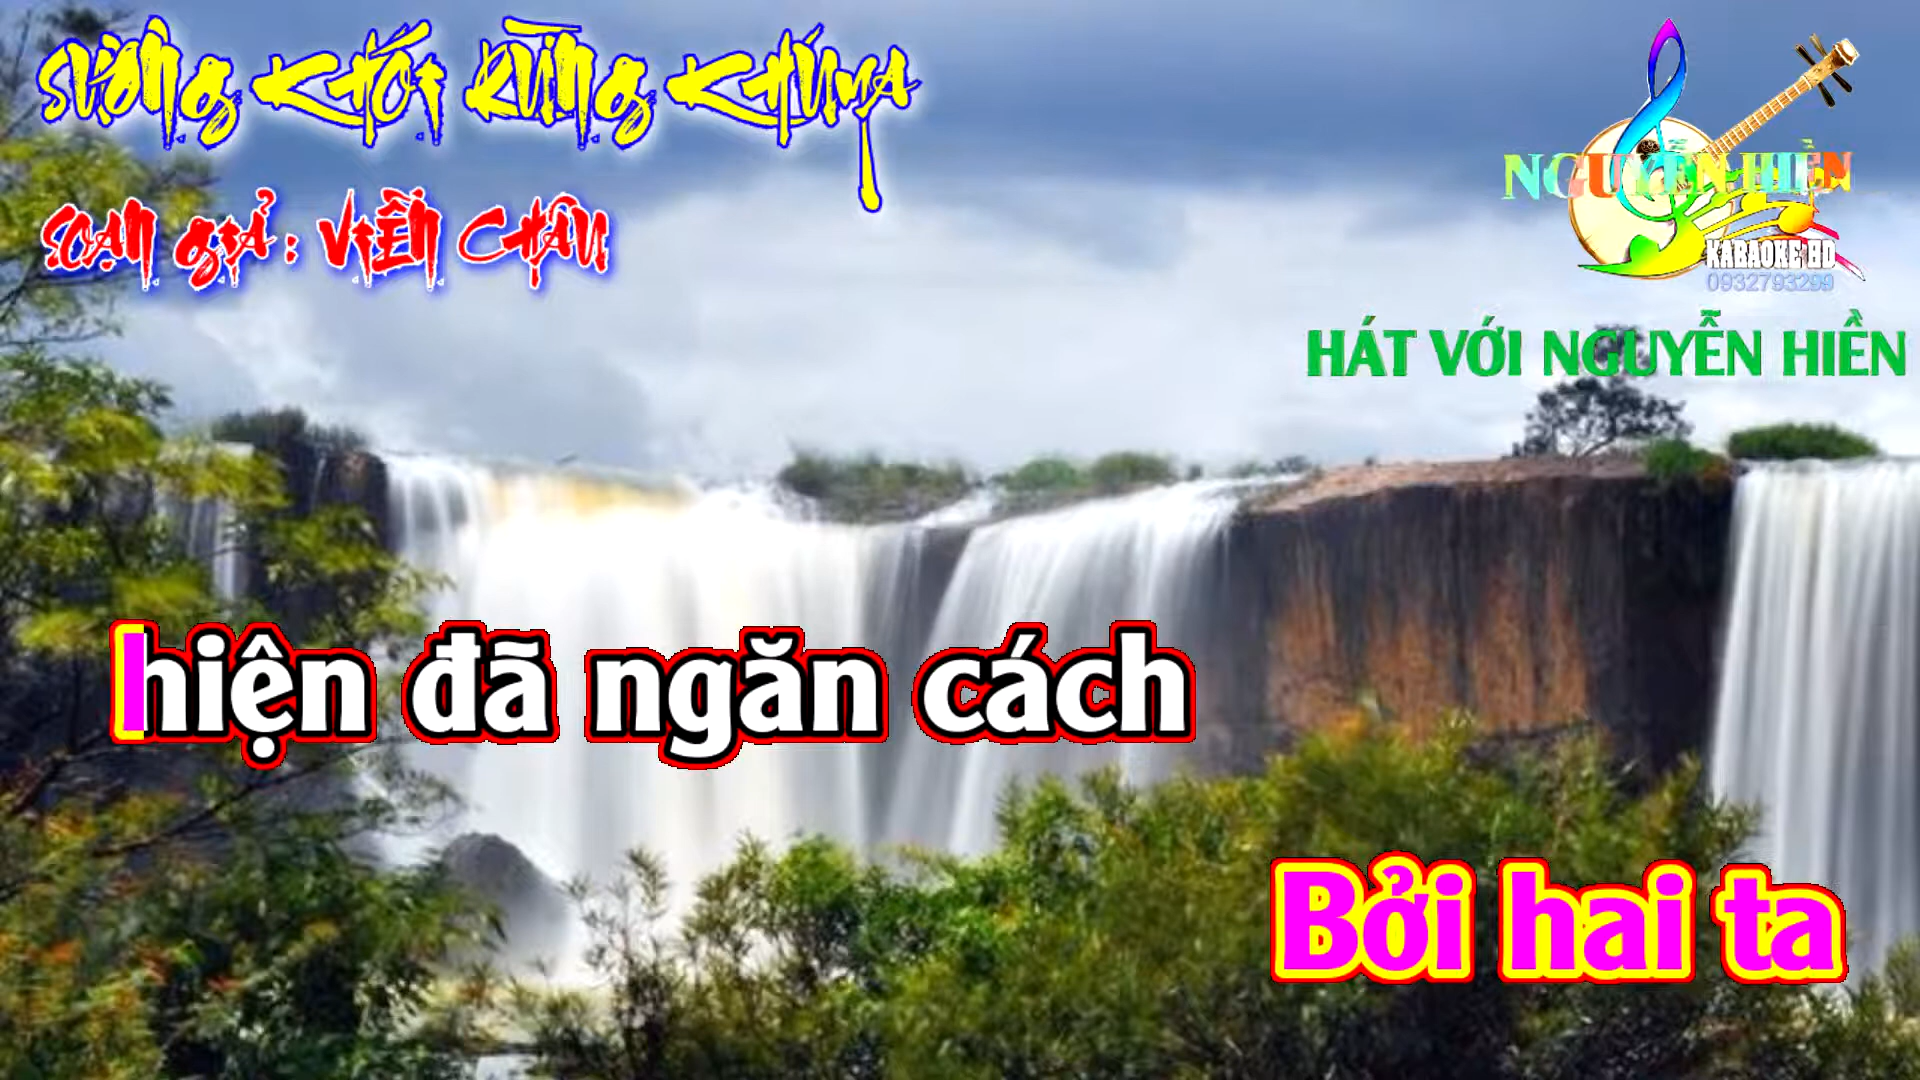 SƯƠNG KHÓI RỪNG KHUYA
SOẠN GIẢ : VIỄN CHÂU
NGUYỄN HIỀN
KARAOKE HD
0932793299
HÁT VỚI NGUYỄN HIỀN
hiện đã ngăn cách
Bởi hai ta